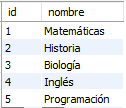 id nombre
1 Matemáticas
2 Historia
3 Biología
4 Inglés
5 Programación